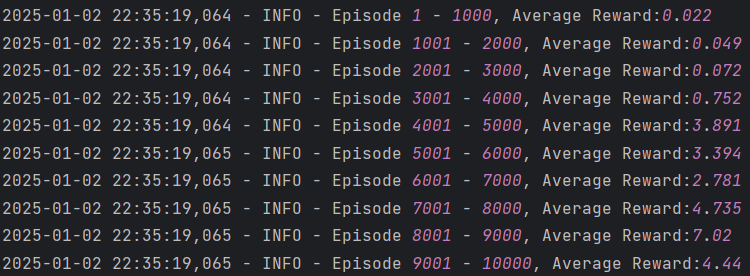 2025-01-02 22:35:19,064 - INFO - Episode 1 - 1000, Average Reward:0.022
2025-01-02 22:35:19,064 - INFO - Episode 1001 - 2000, Average Reward:0.049
2025-01-02 22:35:19,064 - INFO - Episode 2001 - 3000, Average Reward:0.072
2025-01-02 22:35:19,064 - INFO - Episode 3001 - 4000, Average Reward:0.752
2025-01-02 22:35:19,064 - INFO - Episode 4001 - 5000, Average Reward:3.891
2025-01-02 22:35:19,065 - INFO - Episode 5001 - 6000, Average Reward:3.394
2025-01-02 22:35:19,065 - INFO - Episode 6001 - 7000, Average Reward:2.781
2025-01-02 22:35:19,065 - INFO - Episode 7001 - 8000, Average Reward:4.735
2025-01-02 22:35:19,065 - INFO - Episode 8001 - 9000, Average Reward:7.02
2025-01-02 22:35:19,065 - INFO - Episode 9001 - 10000, Average Reward:4.44